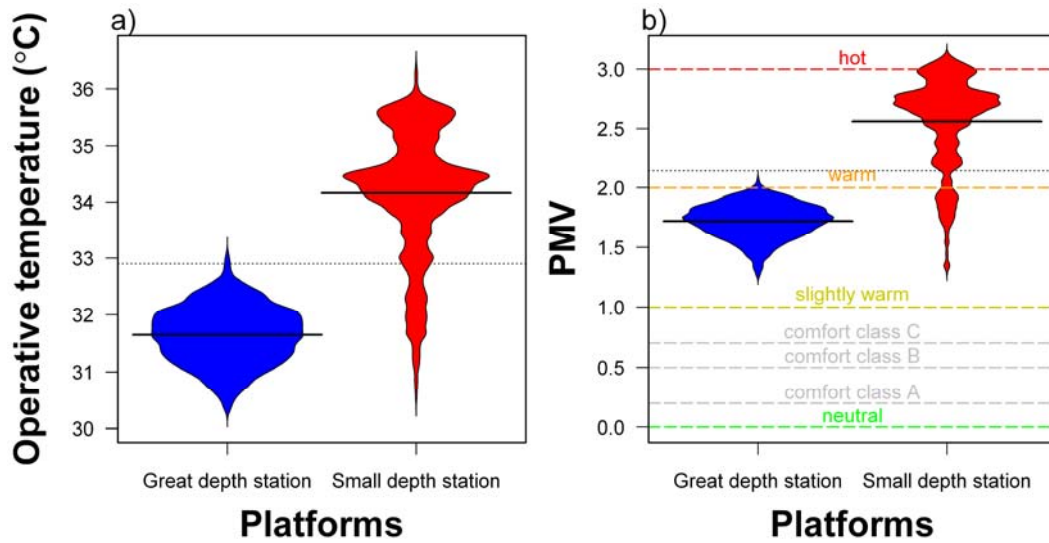 a)
Operative temperature (°C)
36
35
34
33
32
31
30
Great depth station
Small depth station
Platforms
b)
PMV
3.0
2.5
2.0
1.5
1.0
0.5
0.0
hot
warm
slightly warm
comfort class C
comfort class B
comfort class A
neutral
Great depth station
Small depth station
Platforms